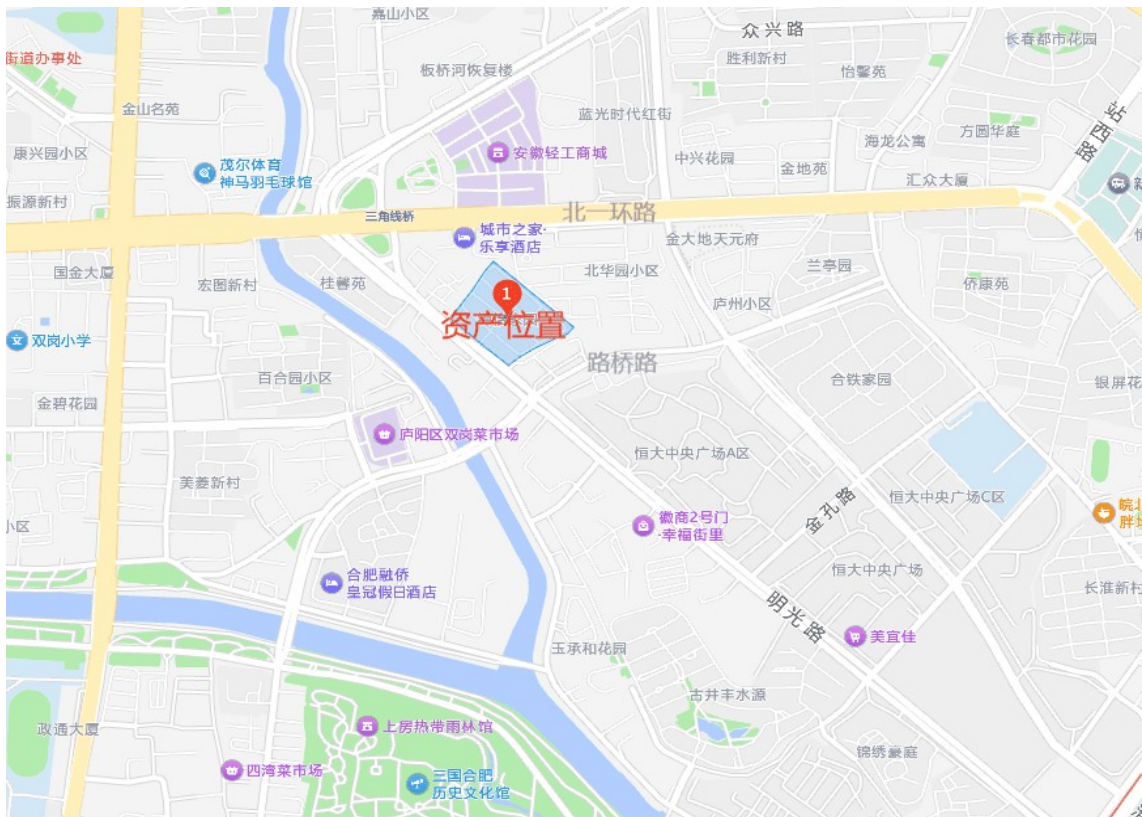 嘉山小区
众兴路
长春都市花园
街道办事处
胜利新村
板桥河恢复楼
怡馨苑
金山名苑
蓝光时代红街
站西路
方圆华庭
海龙公寓
康兴园小区
安徽轻工商城
中兴花园
金地苑
茂尔体育
神马羽毛球馆
汇众大厦
新
振源新村
三角线桥
北一环路
城市之家·
乐享酒店
金大地天元府
国金大厦
宏图新村
桂馨苑
北华园小区
兰亭园
侨康苑
1
庐州小区
资产位置
双岗小学
路桥路
百合园小区
合铁家园
银屏花
金碧花园
庐阳区双岗菜市场
恒大中央广场A区
美菱新村
金孔路
恒大中央广场C区
小区
徽商2号门
·幸福街里
皖北
胖
恒大中央广场
合肥融侨
皇冠假日酒店
长淮新村
明光路
美宜佳
玉承和花园
古井丰水源
政通大厦
上房热带雨林馆
锦绣豪庭
四湾菜市场
三国合肥
历史文化馆